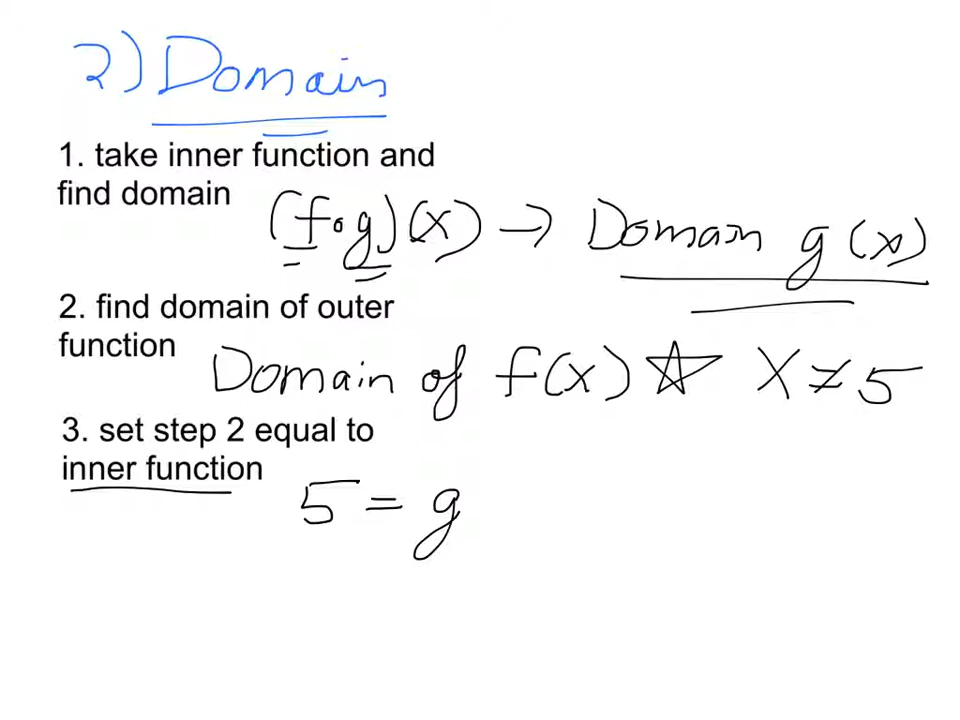 2) Domain
1. take inner function and
find domain
(f∘g)(x) → Domain g(x)
2. find domain of outer
function
Domain of f(x) ☆ X ≠ 5
3. set step 2 equal to
inner function
5 = g